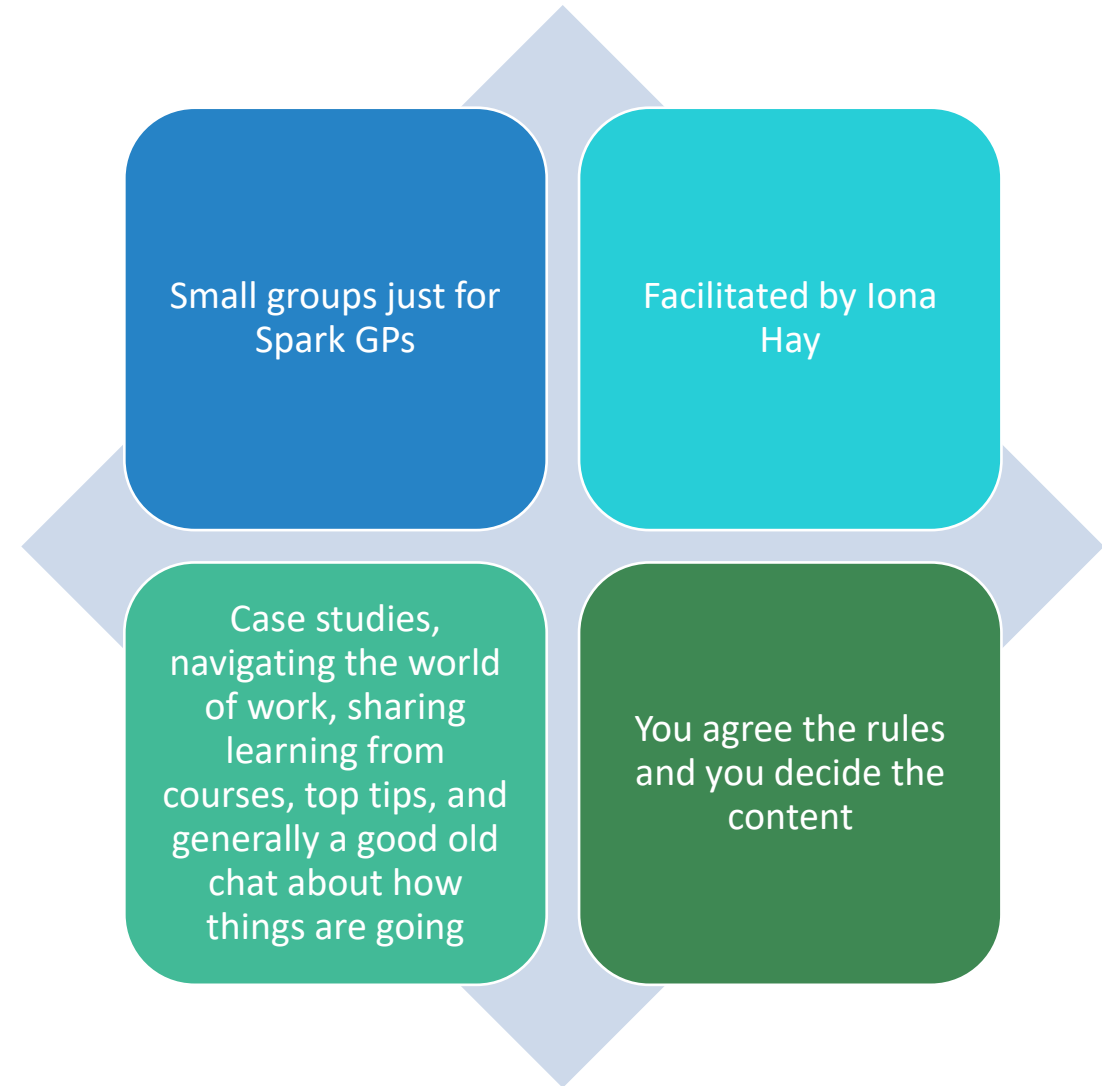 Small groups just for
Spark GPs
Facilitated by Iona
Hay
Case studies,
navigating the world
of work, sharing
learning from
courses, top tips, and
generally a good old
chat about how
things are going
You agree the rules
and you decide the
content